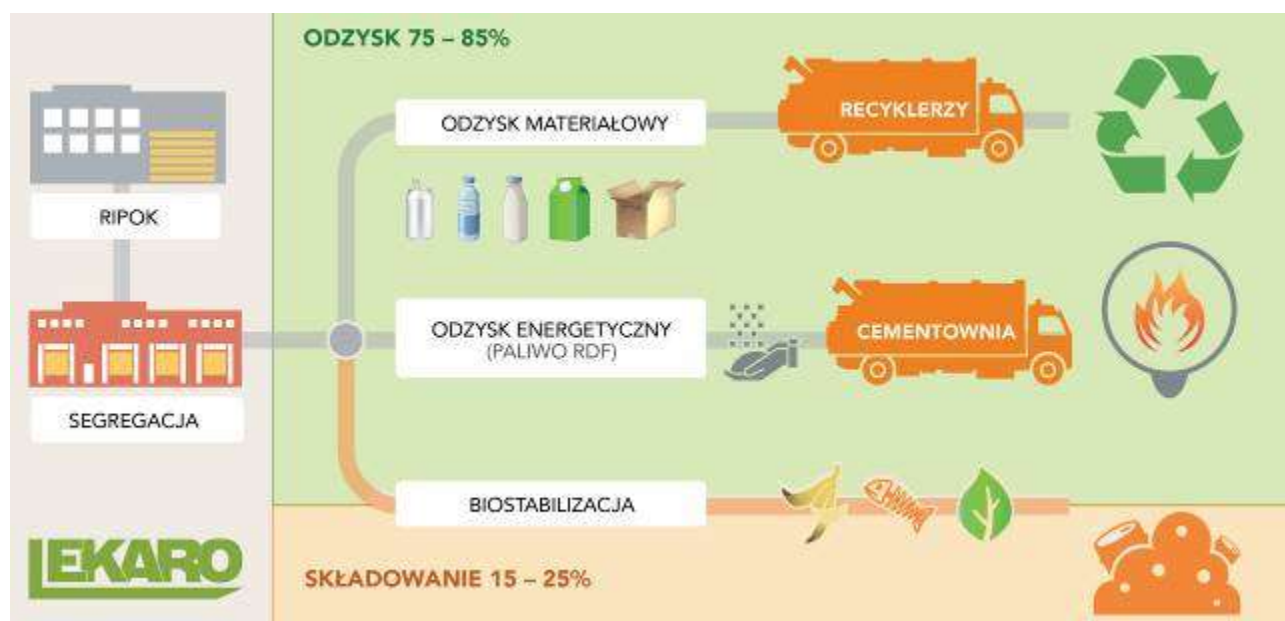 ODZYSK 75 – 85%
RIPOK
SEGREGACJA
ODZYSK MATERIAŁOWY
RECYKLERZY
ODZYSK ENERGETYCZNY
(PALIWO RDF)
CEMENTOWNIA
BIOSTABILIZACJA
SKŁADOWANIE 15 – 25%
LEKARO